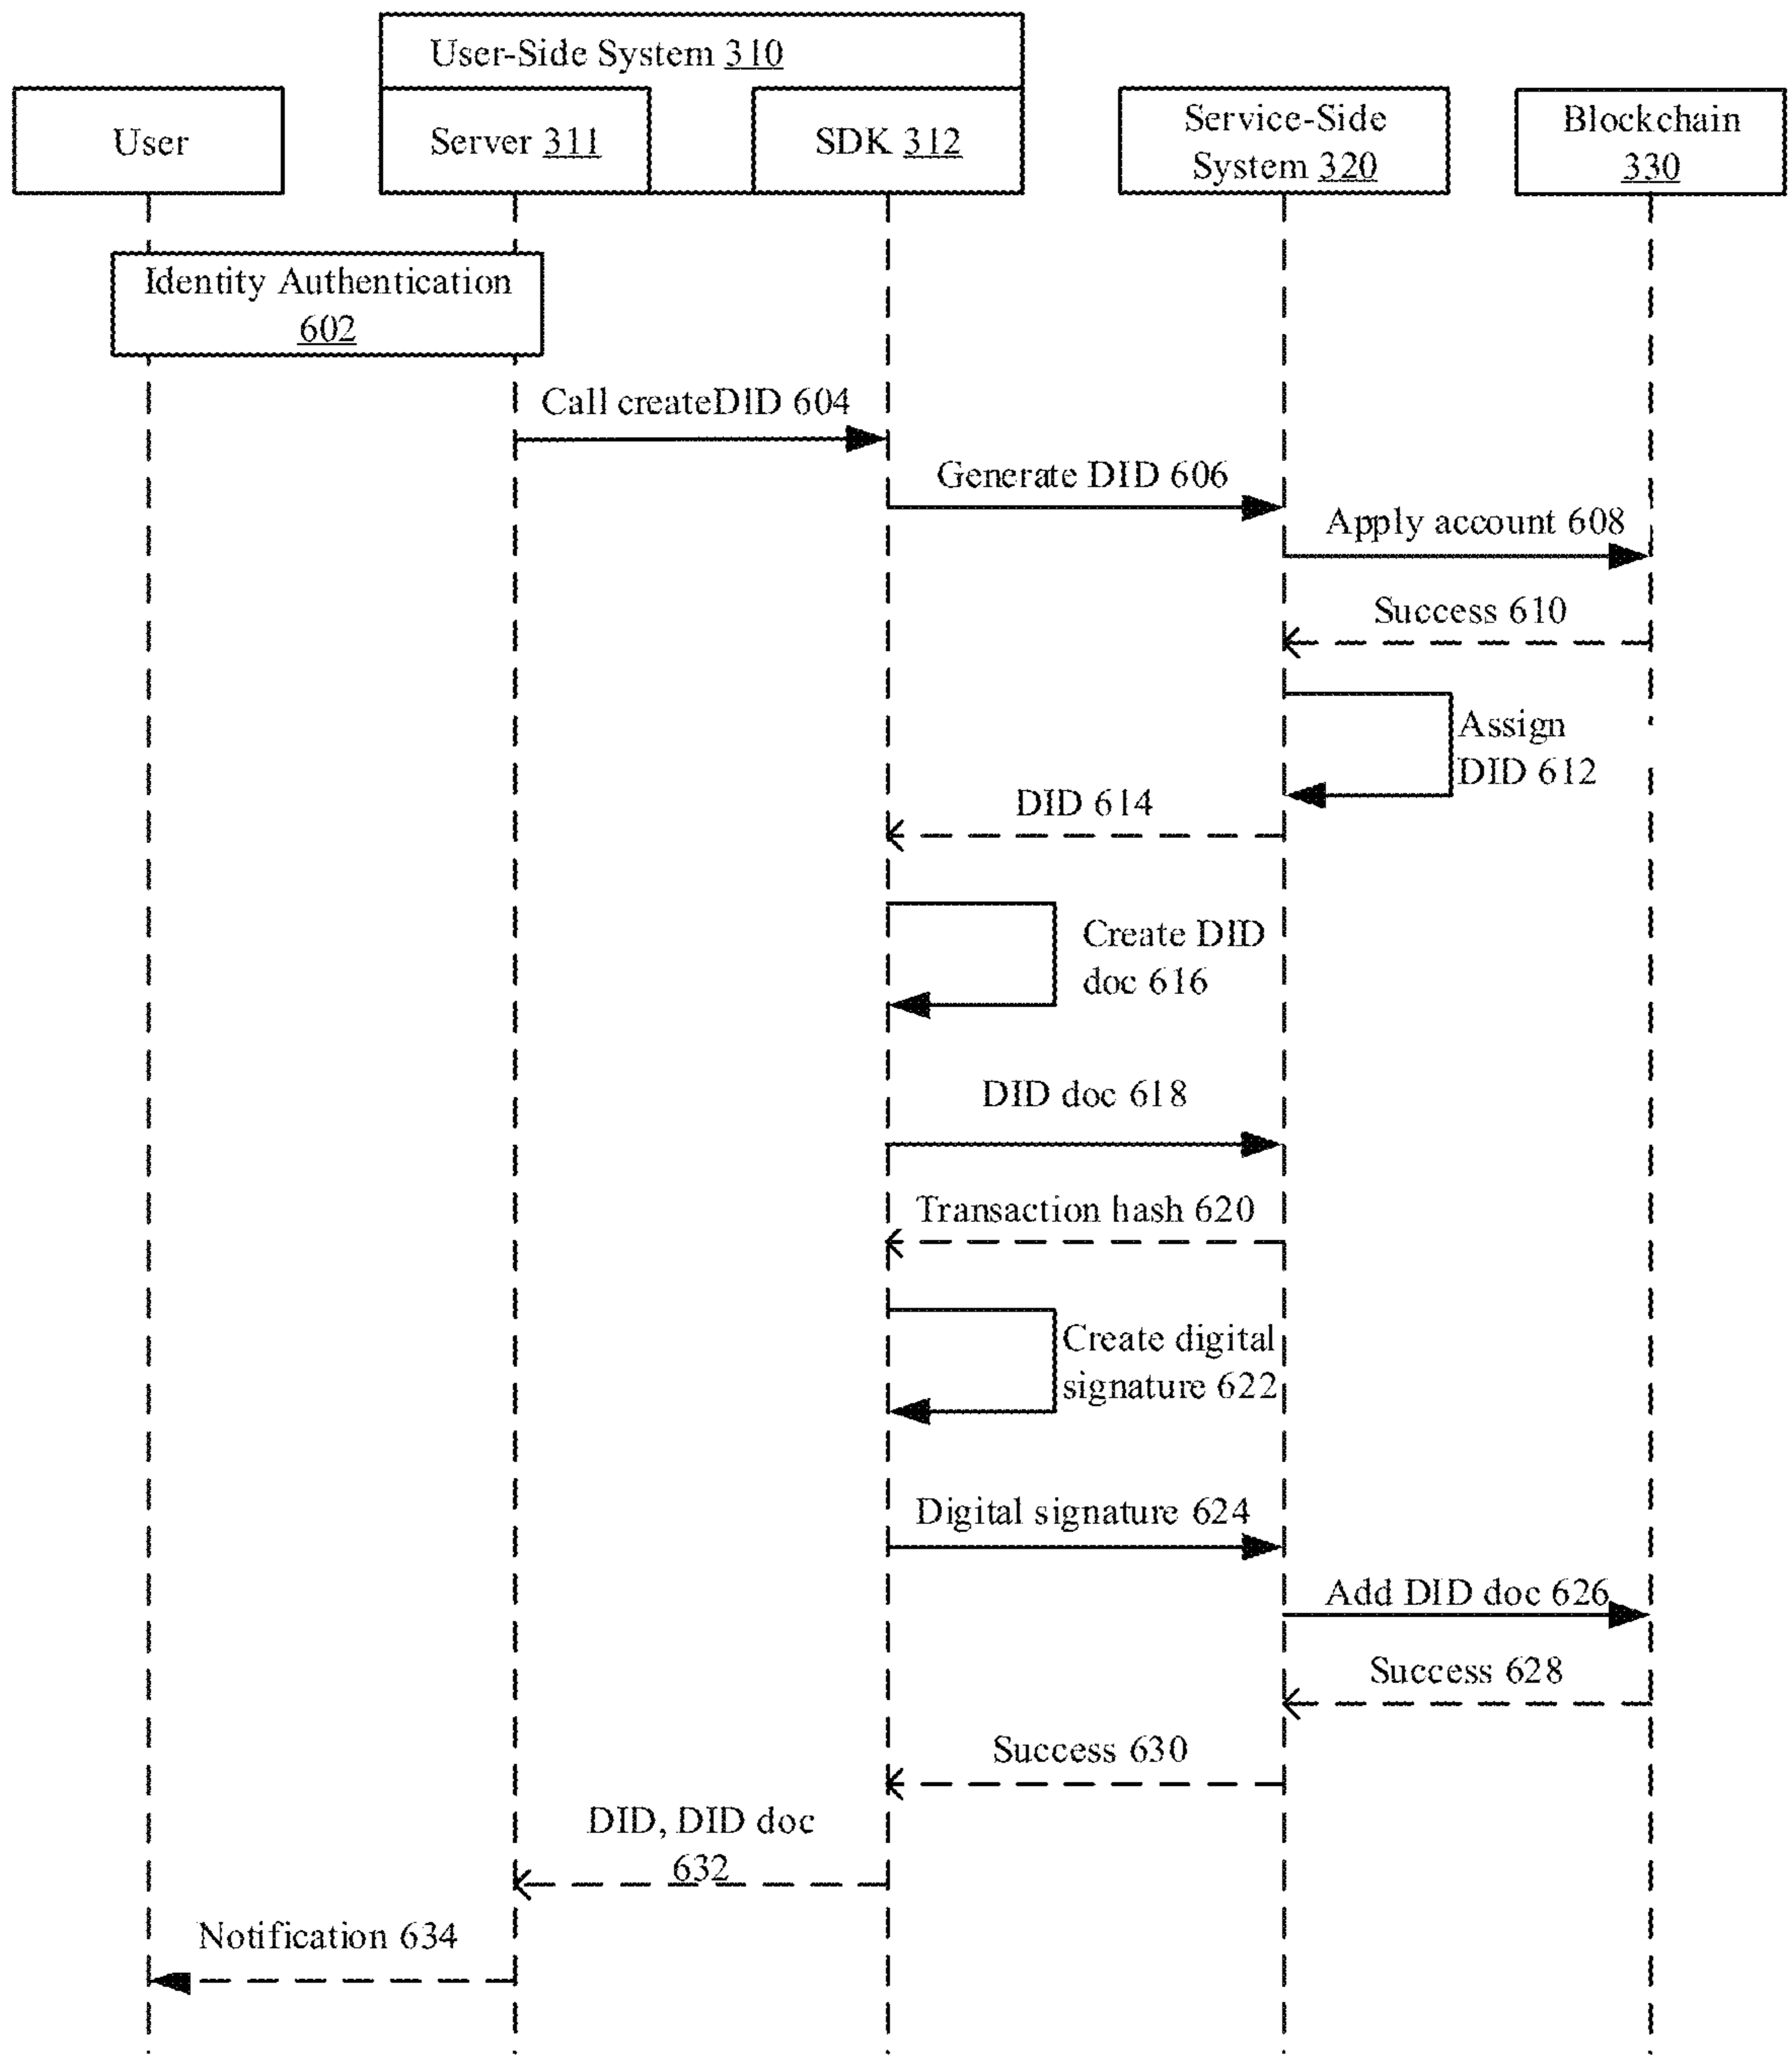 User-Side System 310
User
Server 311
SDK 312
Service-Side
System 320
Blockchain
330
Identity Authentication
602
Call createDID 604
Generate DID 606
Apply account 608
Success 610
Assign
DID 612
DID 614
Create DID
doc 616
DID doc 618
Transaction hash 620
Create digital
signature 622
Digital signature 624
Add DID doc 626
Success 628
Success 630
DID, DID doc
632
Notification 634